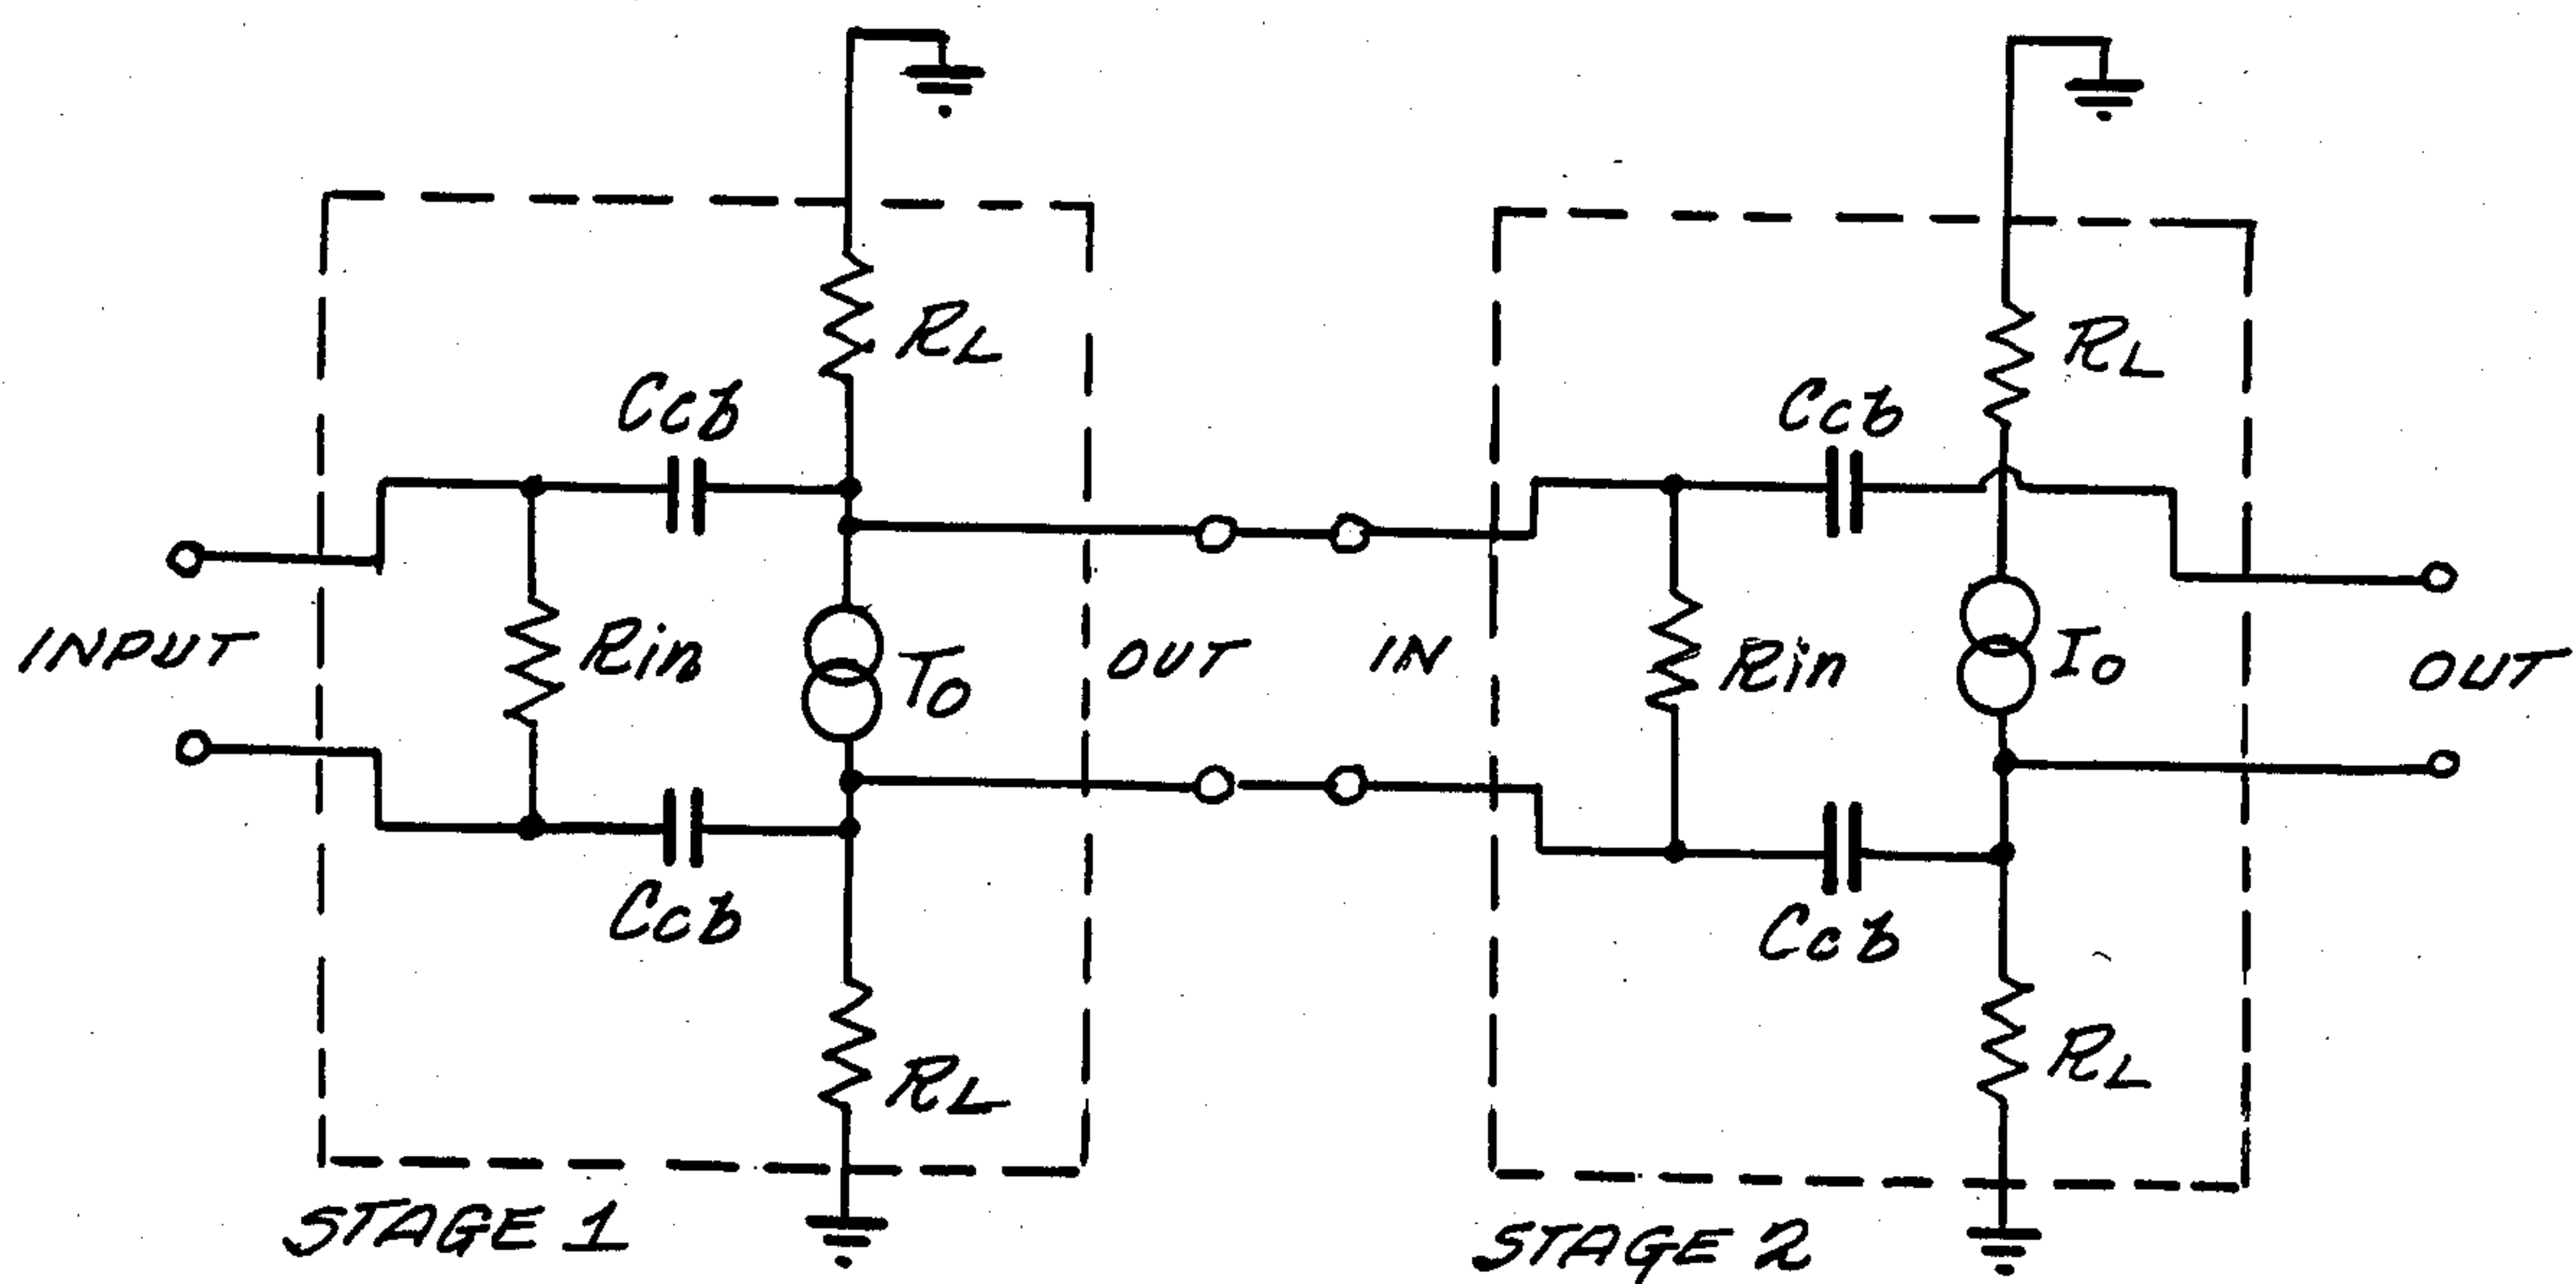 RL
RL
Ccb
Ccb
INPUT
Rin
To
OUT
IN
Rin
Io
OUT
Ccb
Ccb
RL
RL
STAGE 1
STAGE 2